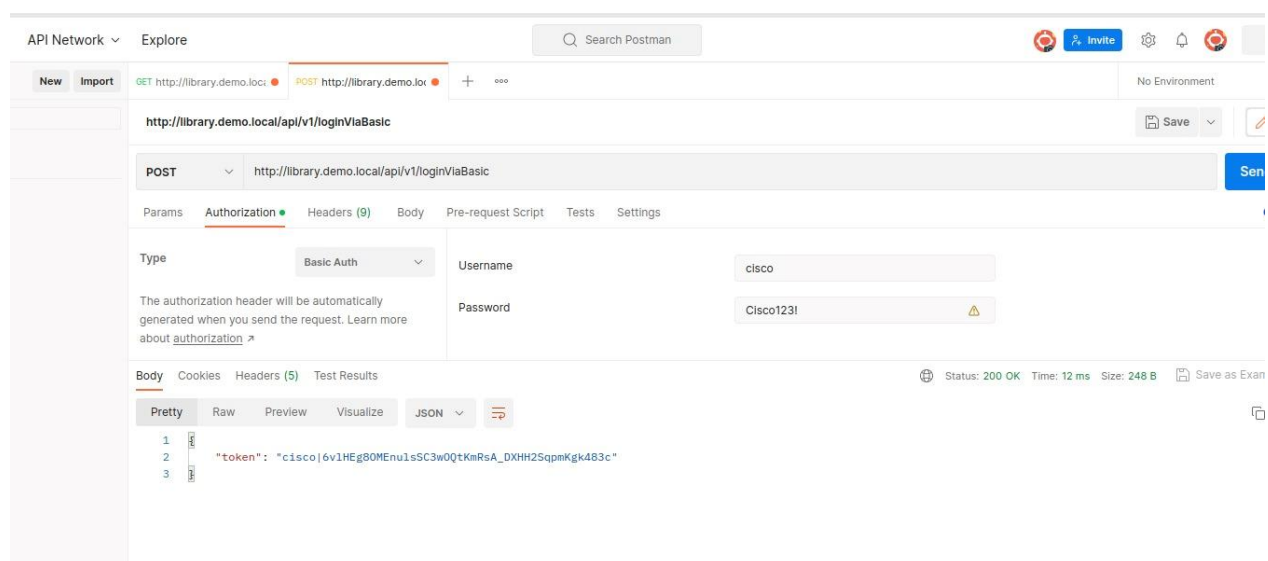 API Network Explore Search Postman Invite
New Import GET http://library.demo.loca POST http://library.demo.loc No Environment
http://library.demo.local/api/v1/loginViaBasic Save
POST http://library.demo.local/api/v1/loginViaBasic Sen
Params Authorization Headers (9) Body Pre-request Script Tests Settings
Type Basic Auth Username cisco
The authorization header will be automatically
generated when you send the request. Learn more
about authorization ↗
Password Cisco123!
Body Cookies Headers (5) Test Results Status: 200 OK Time: 12 ms Size: 248 B Save as Exam
Pretty Raw Preview Visualize JSON
1 {
2 "token": "cisco|6vlHEg8OMEnulsSC3wOQtKmRsA_DXHH2SqpmKgk483c"
3 }